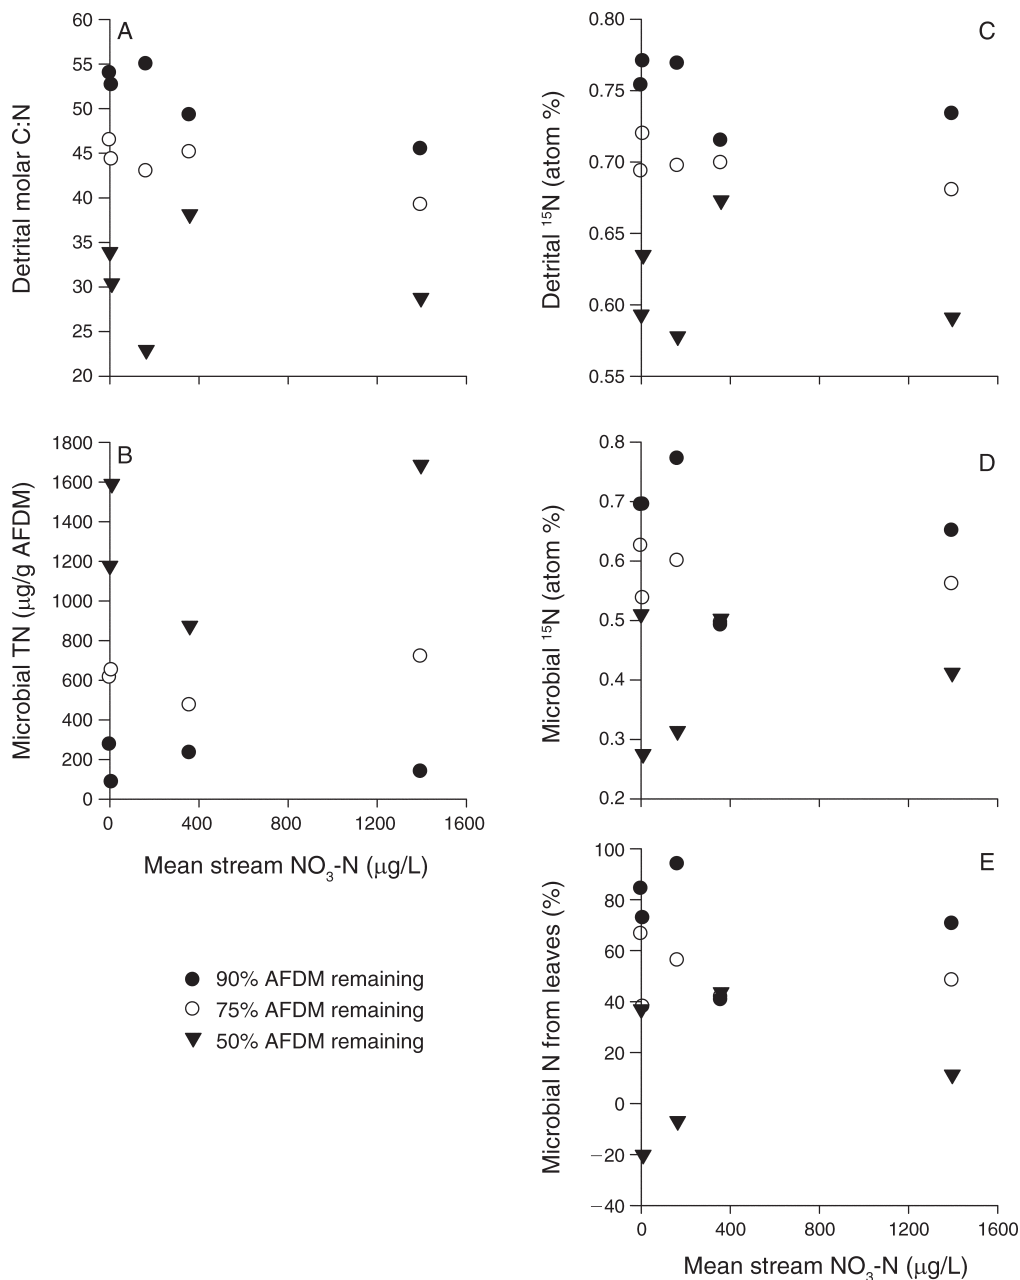 A
60
55
50
45
40
35
30
25
20
Detrital molar C:N
B
1800
1600
1400
1200
1000
800
600
400
200
0
Microbial TN (μg/g AFDM)
0 400 800 1200 1600
Mean stream NO3-N (μg/L)
90% AFDM remaining
75% AFDM remaining
50% AFDM remaining
C
0.80
0.75
0.70
0.65
0.60
0.55
Detrital 15N (atom %)
D
0.8
0.7
0.6
0.5
0.4
0.3
0.2
Microbial 15N (atom %)
E
100
80
60
40
20
0
−20
−40
Microbial N from leaves (%)
0 400 800 1200 1600
Mean stream NO3-N (μg/L)